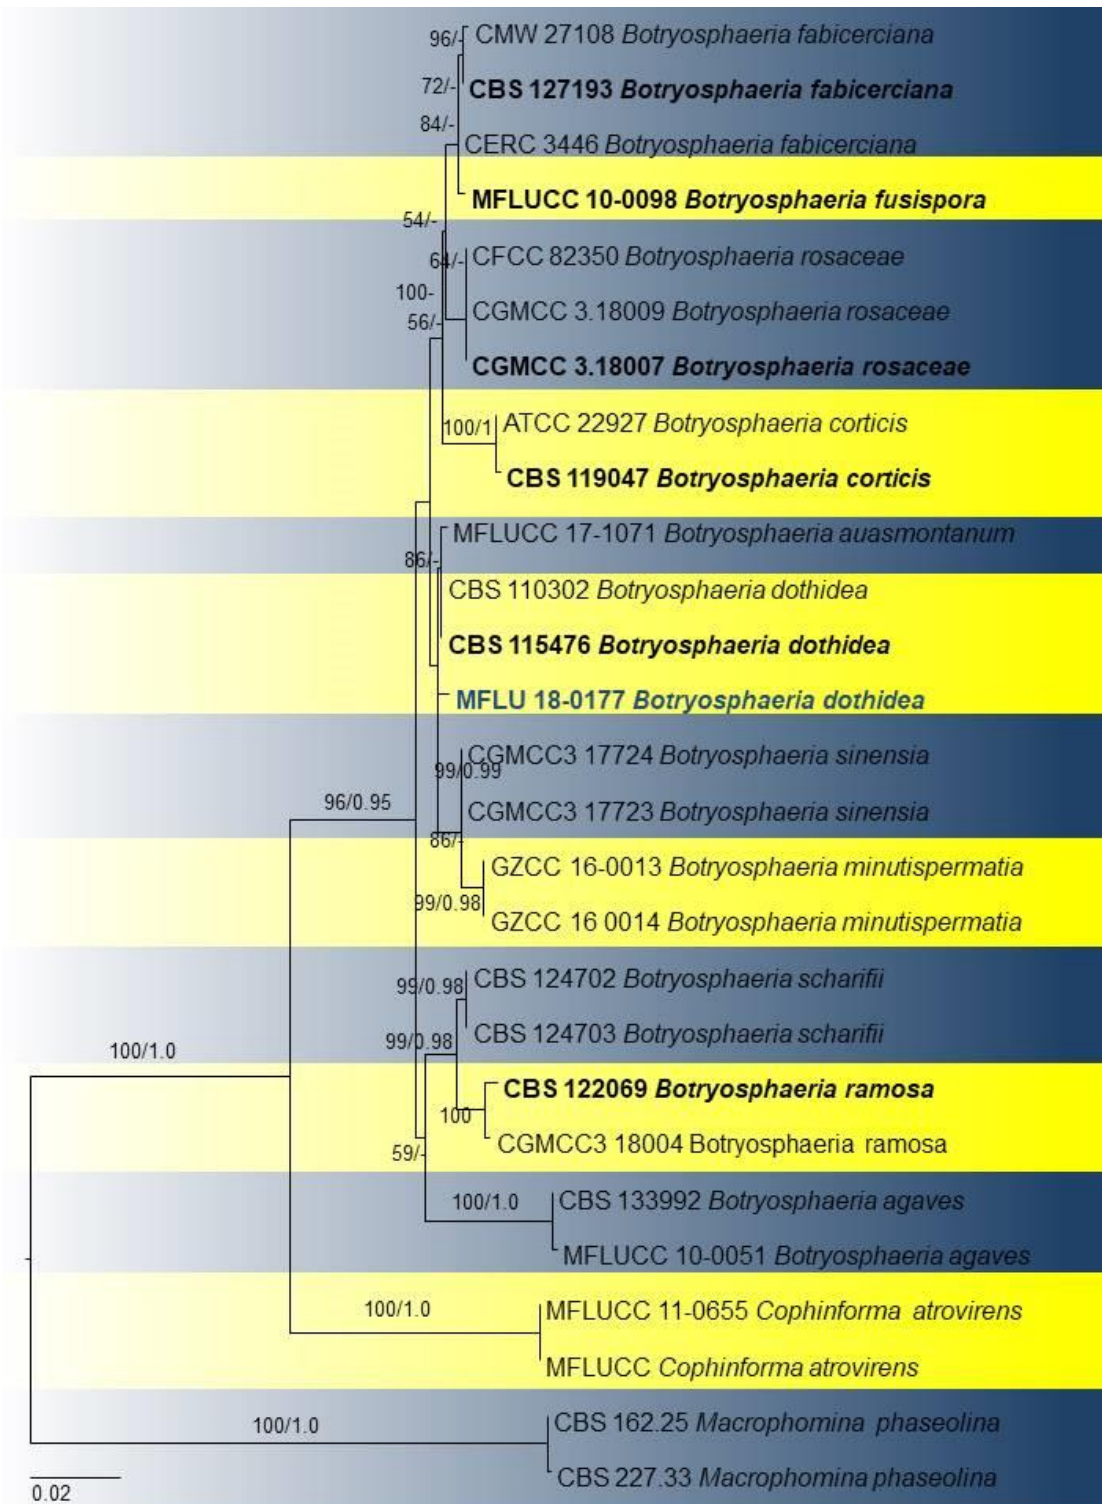 96/-
CMW 27108 Botryosphaeria fabicerciana
72/-
CBS 127193 Botryosphaeria fabicerciana
84/-
CERC 3446 Botryosphaeria fabicerciana
MFLUCC 10-0098 Botryosphaeria fusispora
54/-
64/-
CFCC 82350 Botryosphaeria rosaceae
100-
CGMCC 3.18009 Botryosphaeria rosaceae
56/-
CGMCC 3.18007 Botryosphaeria rosaceae
100/1
ATCC 22927 Botryosphaeria corticis
CBS 119047 Botryosphaeria corticis
MFLUCC 17-1071 Botryosphaeria auasmontanum
86/-
CBS 110302 Botryosphaeria dothidea
CBS 115476 Botryosphaeria dothidea
MFLU 18-0177 Botryosphaeria dothidea
CGMCC3 17724 Botryosphaeria sinensia
99/0.99
96/0.95
CGMCC3 17723 Botryosphaeria sinensia
86/-
GZCC 16-0013 Botryosphaeria minutispermatia
99/0.98
GZCC 16 0014 Botryosphaeria minutispermatia
99/0.98
CBS 124702 Botryosphaeria scharifii
99/0.98
CBS 124703 Botryosphaeria scharifii
100/1.0
CBS 122069 Botryosphaeria ramosa
100
CGMCC3 18004 Botryosphaeria ramosa
59/-
100/1.0
CBS 133992 Botryosphaeria agaves
MFLUCC 10-0051 Botryosphaeria agaves
100/1.0
MFLUCC 11-0655 Cophinforma atrovirens
MFLUCC Cophinforma atrovirens
100/1.0
CBS 162.25 Macrophomina phaseolina
CBS 227.33 Macrophomina phaseolina
0.02